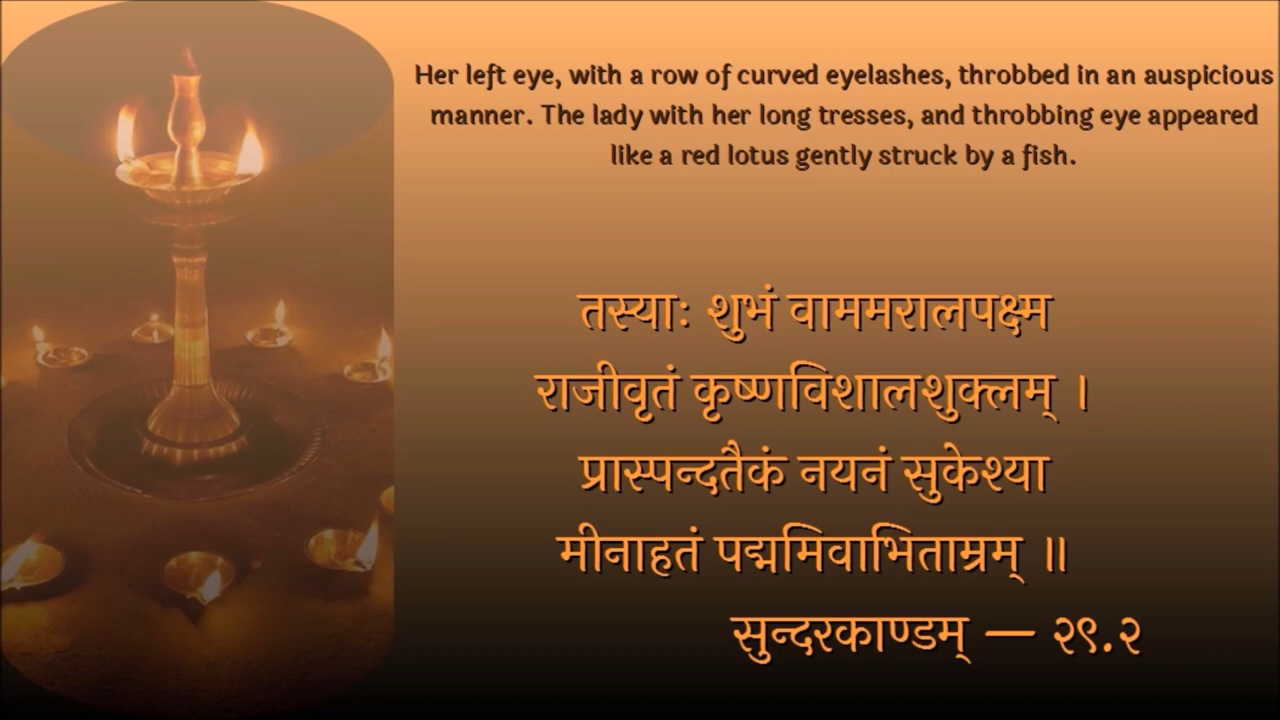 Her left eye, with a row of curved eyelashes, throbbed in an auspicious
manner. The lady with her long tresses, and throbbing eye appeared
like a red lotus gently struck by a fish.
तस्याः शुभं वाममरालपक्ष्म
राजीवृतं कृष्णविशालशुक्लम् ।
प्रास्पन्दतैकं नयनं सुकेश्या
मीनाहतं पद्ममिवाभिताम्रम् ॥
सुन्दरकाण्डम् — २९.२